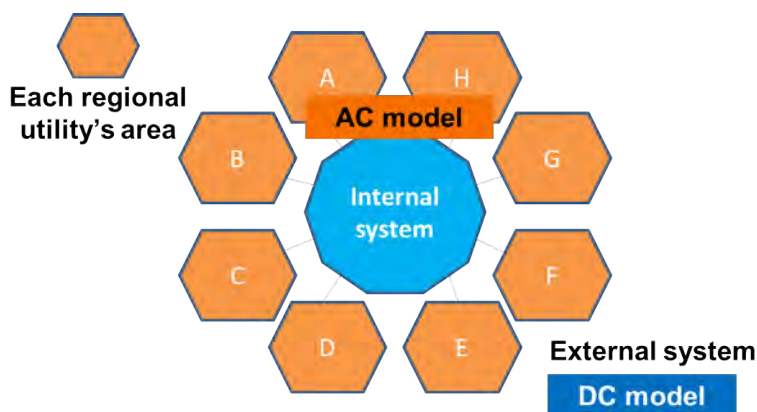 Each regional
utility's area
A
H
AC model
B
G
Internal
system
C
F
D
E
External system
DC model